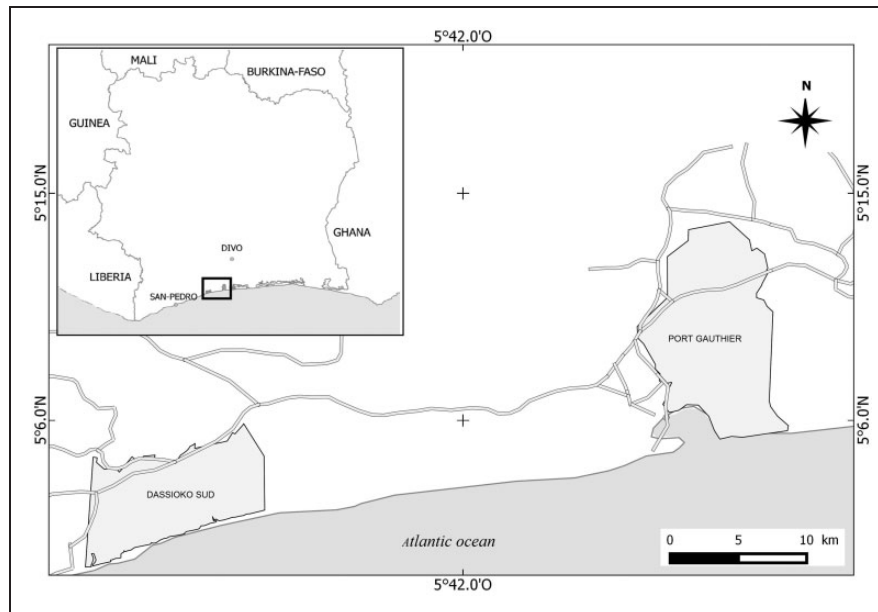 5°42.0'O
MALI
BURKINA-FASO
GUINEA
N
5°15.0'N
5°15.0'N
GHANA
DIVO
LIBERIA
SAN-PEDRO
PORT GAUTHIER
5°6.0'N
5°6.0'N
DASSIOKO SUD
Atlantic ocean
0 5 10 km
5°42.0'O